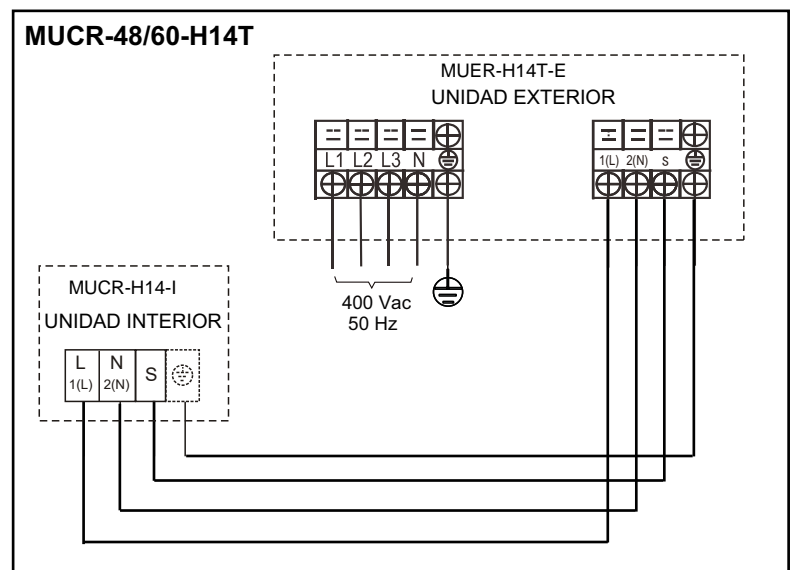 MUCR-48/60-H14T
MUER-H14T-E
UNIDAD EXTERIOR
L1 L2 L3 N
1(L) 2(N) S
400 Vac
50 Hz
MUCR-H14-I
UNIDAD INTERIOR
L N S
1(L) 2(N)